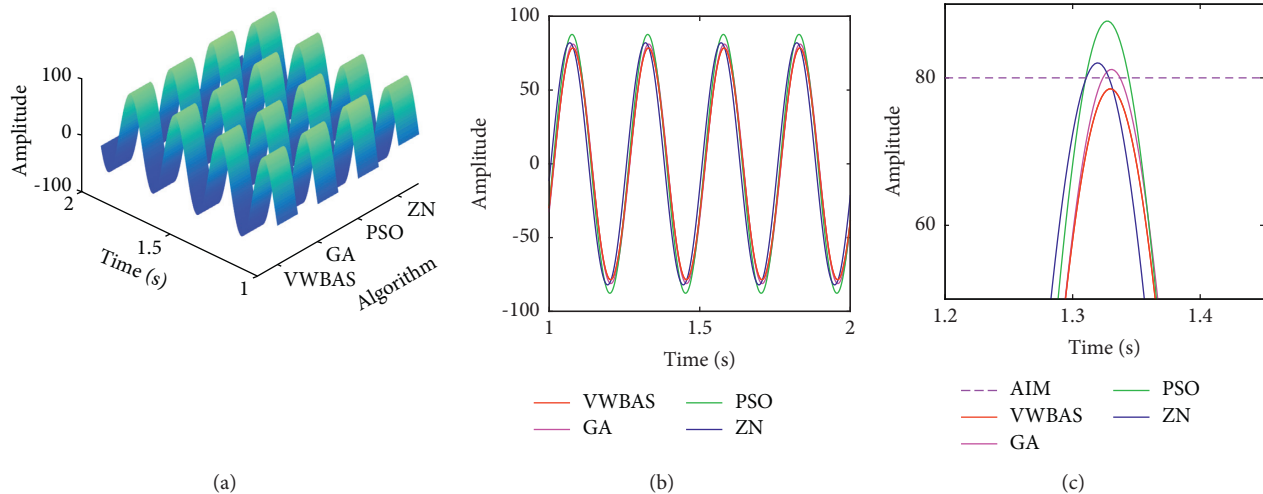 100
0
-100
Amplitude
2
1.5
1
Time (s)
VWBAS
GA
PSO
ZN
Algorithm
(a)
100
50
0
-50
-100
Amplitude
1
1.5
2
Time (s)
VWBAS
GA
PSO
ZN
(b)
80
60
Amplitude
1.2
1.3
1.4
Time (s)
AIM
VWBAS
GA
PSO
ZN
(c)